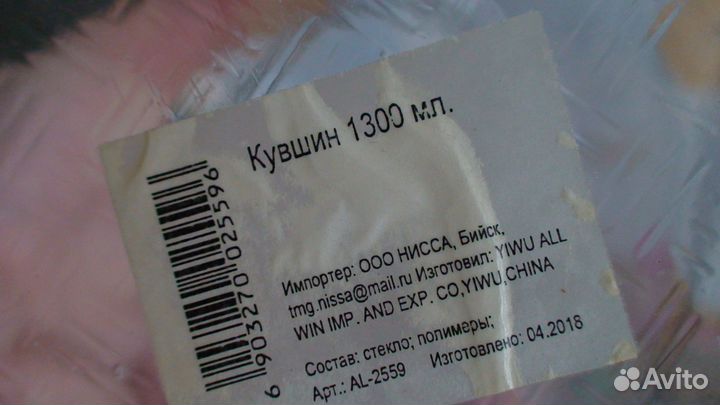 Кувшин 1300 мл.
Импортер: ООО НИССА, Бийск,
tmg.nissa@mail.ru Изготовил: YIWU ALL
WIN IMP. AND EXP. CO,YIWU,CHINA
Состав: стекло; полимеры;
Арт.: AL-2559 Изготовлено: 04.2018
6 903270 025596
Avito